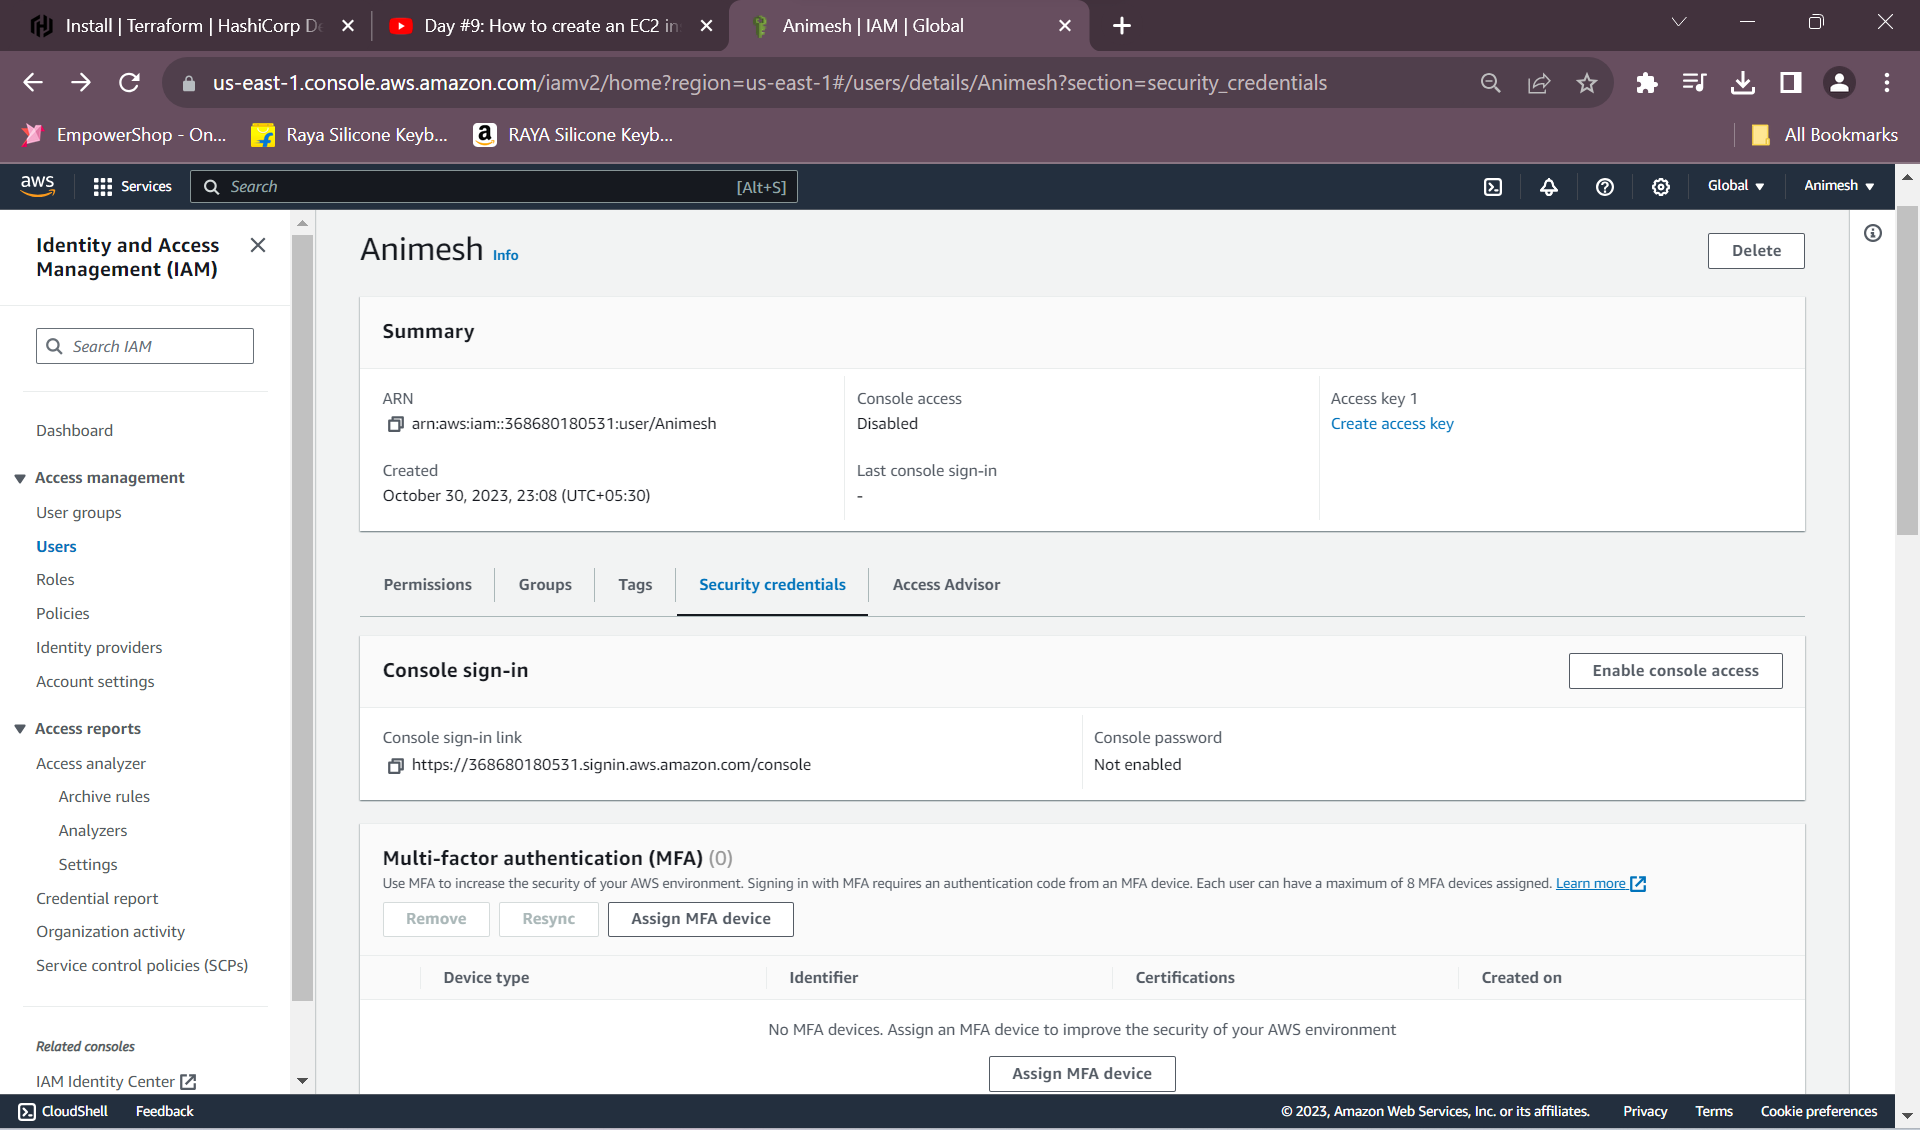 Install | Terraform | HashiCorp De
Day #9: How to create an EC2 in
Animesh | IAM | Global
us-east-1.console.aws.amazon.com/iamv2/home?region=us-east-1#/users/details/Animesh?section=security_credentials
EmpowerShop - On...
Raya Silicone Keyb...
a
RAYA Silicone Keyb...
All Bookmarks
aws
Services
Search
[Alt+S]
Global
Animesh
Identity and Access
Management (IAM)
Search IAM
Dashboard
Access management
User groups
Users
Roles
Policies
Identity providers
Account settings
Access reports
Access analyzer
Archive rules
Analyzers
Settings
Credential report
Organization activity
Service control policies (SCPs)
Related consoles
IAM Identity Center
Animesh Info
Delete
Summary
ARN
arn:aws:iam::368680180531:user/Animesh
Created
October 30, 2023, 23:08 (UTC+05:30)
Console access
Disabled
Last console sign-in
-
Access key 1
Create access key
Permissions
Groups
Tags
Security credentials
Access Advisor
Console sign-in
Enable console access
Console sign-in link
https://368680180531.signin.aws.amazon.com/console
Console password
Not enabled
Multi-factor authentication (MFA) (0)
Use MFA to increase the security of your AWS environment. Signing in with MFA requires an authentication code from an MFA device. Each user can have a maximum of 8 MFA devices assigned. Learn more
Remove
Resync
Assign MFA device
Device type
Identifier
Certifications
Created on
No MFA devices. Assign an MFA device to improve the security of your AWS environment
Assign MFA device
CloudShell
Feedback
© 2023, Amazon Web Services, Inc. or its affiliates.
Privacy
Terms
Cookie preferences